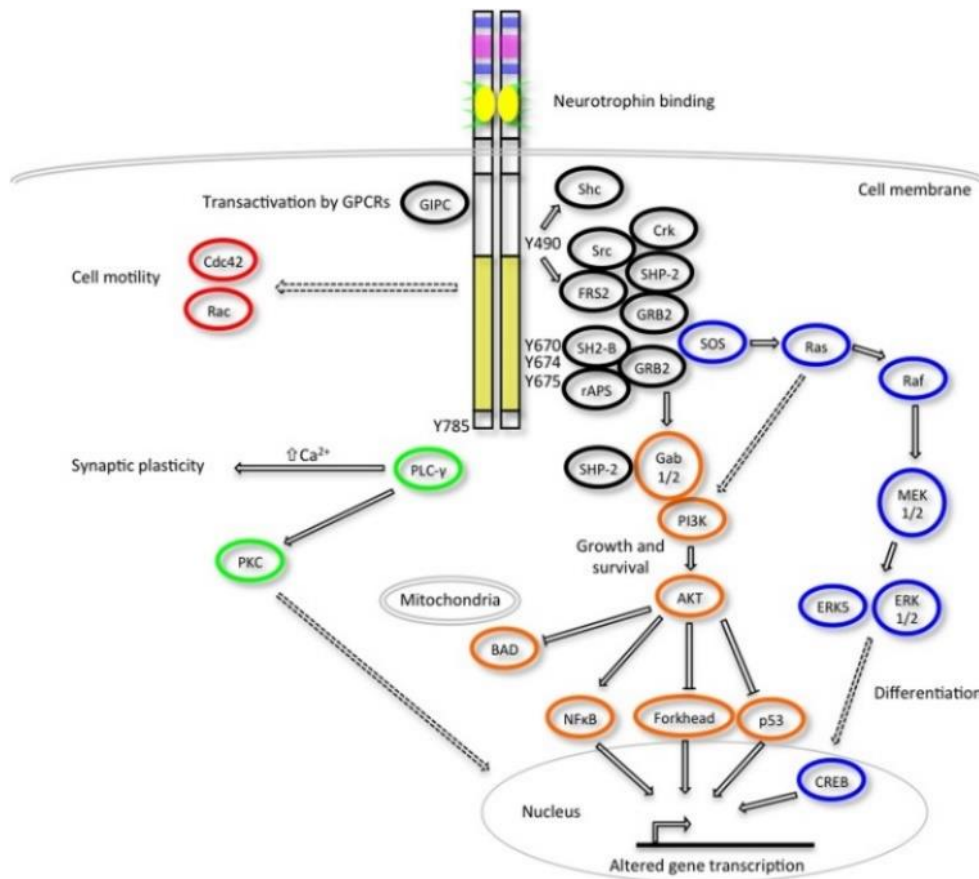 Neurotrophin binding
Cell membrane
Transactivation by GPCRs
GIPC
Shc
Y490
Crk
Src
Cdc42
SHP-2
Cell motility
FRS2
Rac
GRB2
Y670
SH2-B
SOS
Ras
Y674
GRB2
Y675
rAPS
Raf
Y785
⇧Ca²⁺
Synaptic plasticity
PLC-γ
SHP-2
Gab
1/2
MEK
1/2
PI3K
PKC
Growth and
survival
Mitochondria
AKT
ERK5
ERK
1/2
BAD
Differentiation
NFκB
Forkhead
p53
CREB
Nucleus
Altered gene transcription